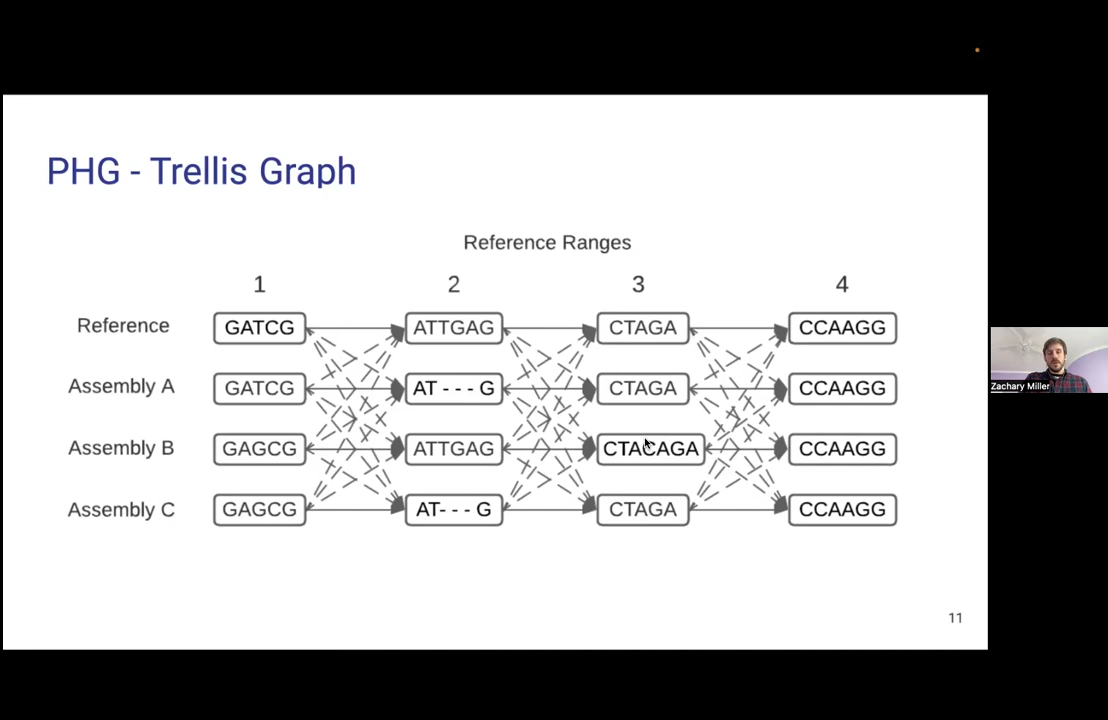 PHG - Trellis Graph
Reference Ranges
1 2 3 4
Reference GATCG ATTGAG CTAGA CCAAGG
Assembly A GATCG AT - - - G CTAGA CCAAGG
Assembly B GAGCG ATTGAG CTACAGA CCAAGG
Assembly C GAGCG AT- - - G CTAGA CCAAGG
11
Zachary Miller